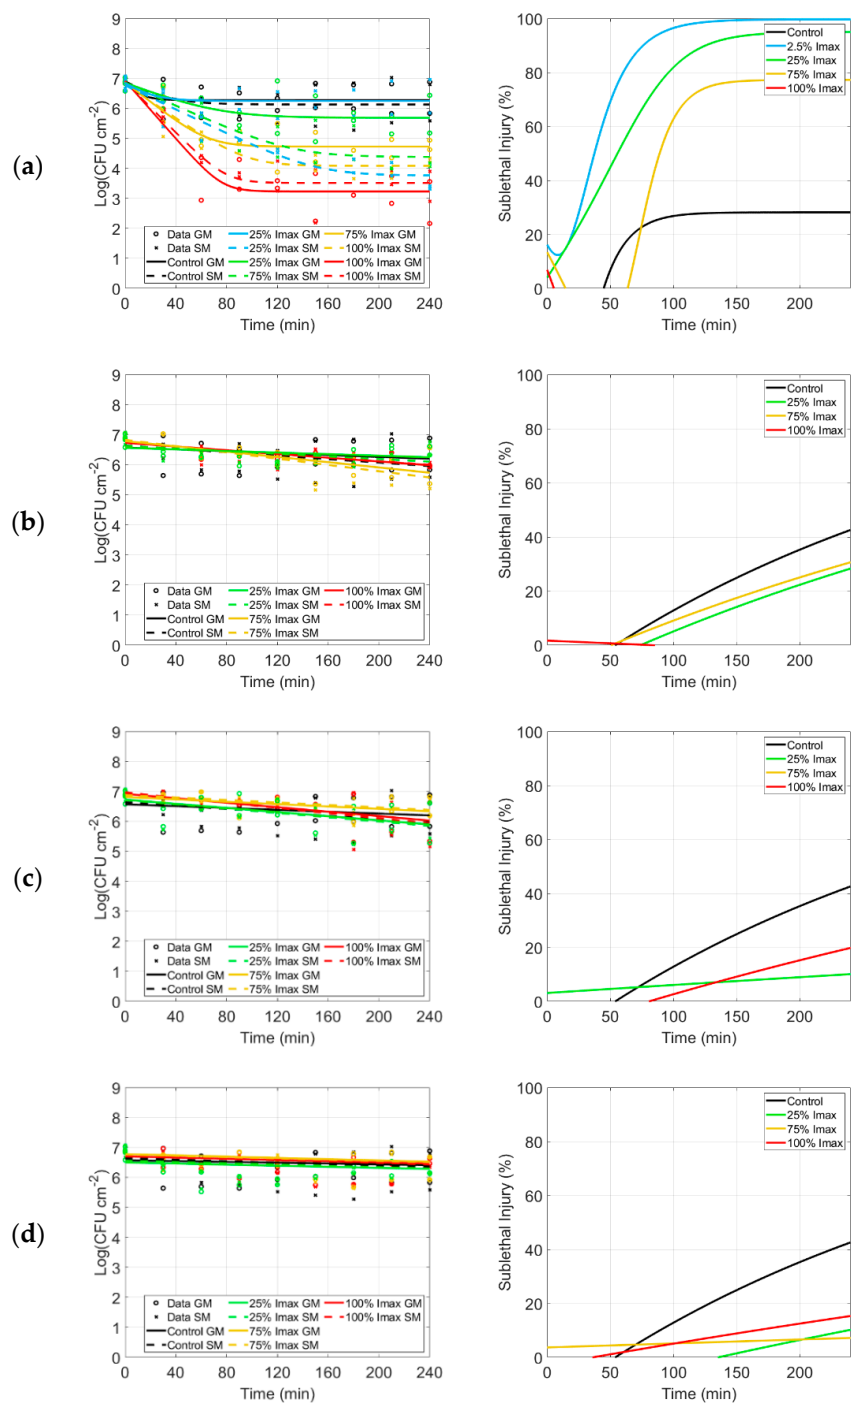 (a)
9
8
7
6
5
4
3
2
1
0
Log(CFU cm⁻²)
Data GM
Data SM
Control GM
Control SM
25% Imax GM
25% Imax SM
25% Imax GM
75% Imax SM
75% Imax GM
100% Imax SM
100% Imax GM
100% Imax SM
0 40 80 120 160 200 240
Time (min)
100
80
60
40
20
0
Sublethal Injury (%)
Control
2.5% Imax
25% Imax
75% Imax
100% Imax
0 50 100 150 200
Time (min)
(b)
9
8
7
6
5
4
3
2
1
0
Log(CFU cm⁻²)
Data GM
Data SM
Control GM
Control SM
25% Imax GM
25% Imax SM
75% Imax GM
75% Imax SM
100% Imax GM
100% Imax SM
0 40 80 120 160 200 240
Time (min)
100
80
60
40
20
0
Sublethal Injury (%)
Control
25% Imax
75% Imax
100% Imax
0 50 100 150 200
Time (min)
(c)
9
8
7
6
5
4
3
2
1
0
Log(CFU cm⁻²)
Data GM
Data SM
Control GM
Control SM
25% Imax GM
25% Imax SM
75% Imax GM
75% Imax SM
100% Imax GM
100% Imax SM
0 40 80 120 160 200 240
Time (min)
100
80
60
40
20
0
Sublethal Injury (%)
Control
25% Imax
75% Imax
100% Imax
0 50 100 150 200
Time (min)
(d)
9
8
7
6
5
4
3
2
1
0
Log(CFU cm⁻²)
Data GM
Data SM
Control GM
Control SM
25% Imax GM
25% Imax SM
75% Imax GM
75% Imax SM
100% Imax GM
100% Imax SM
0 40 80 120 160 200 240
Time (min)
100
80
60
40
20
0
Sublethal Injury (%)
Control
25% Imax
75% Imax
100% Imax
0 50 100 150 200
Time (min)